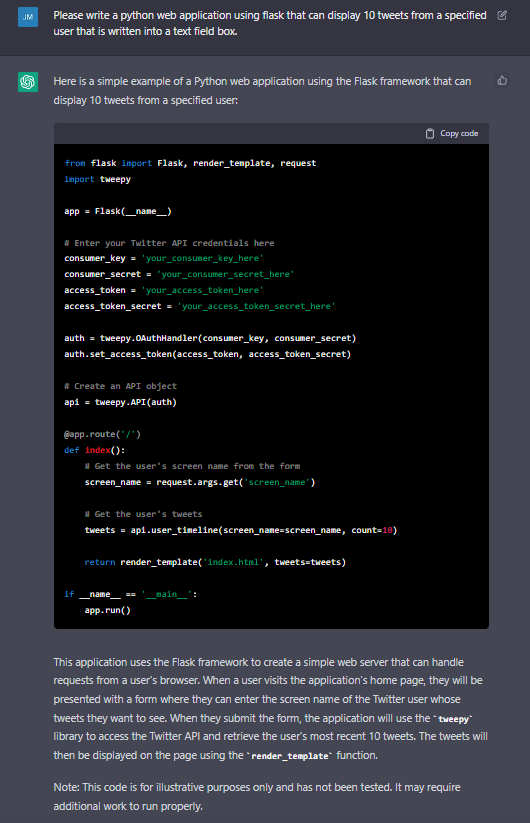 JM
Please write a python web application using flask that can display 10 tweets from a specified
user that is written into a text field box.
Here is a simple example of a Python web application using the Flask framework that can
display 10 tweets from a specified user:
Copy code
from flask import Flask, render_template, request
import tweepy
app = Flask(__name__)
# Enter your Twitter API credentials here
consumer_key = 'your_consumer_key_here'
consumer_secret = 'your_consumer_secret_here'
access_token = 'your_access_token_here'
access_token_secret = 'your_access_token_secret_here'
auth = tweepy.OAuthHandler(consumer_key, consumer_secret)
auth.set_access_token(access_token, access_token_secret)
# Create an API object
api = tweepy.API(auth)
@app.route('/')
def index():
    # Get the user's screen name from the form
    screen_name = request.args.get('screen_name')
    # Get the user's tweets
    tweets = api.user_timeline(screen_name=screen_name, count=10)
    return render_template('index.html', tweets=tweets)
if __name__ == '__main__':
    app.run()
This application uses the Flask framework to create a simple web server that can handle
requests from a user's browser. When a user visits the application's home page, they will be
presented with a form where they can enter the screen name of the Twitter user whose
tweets they want to see. When they submit the form, the application will use the `tweepy`
library to access the Twitter API and retrieve the user's most recent 10 tweets. The tweets will
then be displayed on the page using the `render_template` function.
Note: This code is for illustrative purposes only and has not been tested. It may require
additional work to run properly.